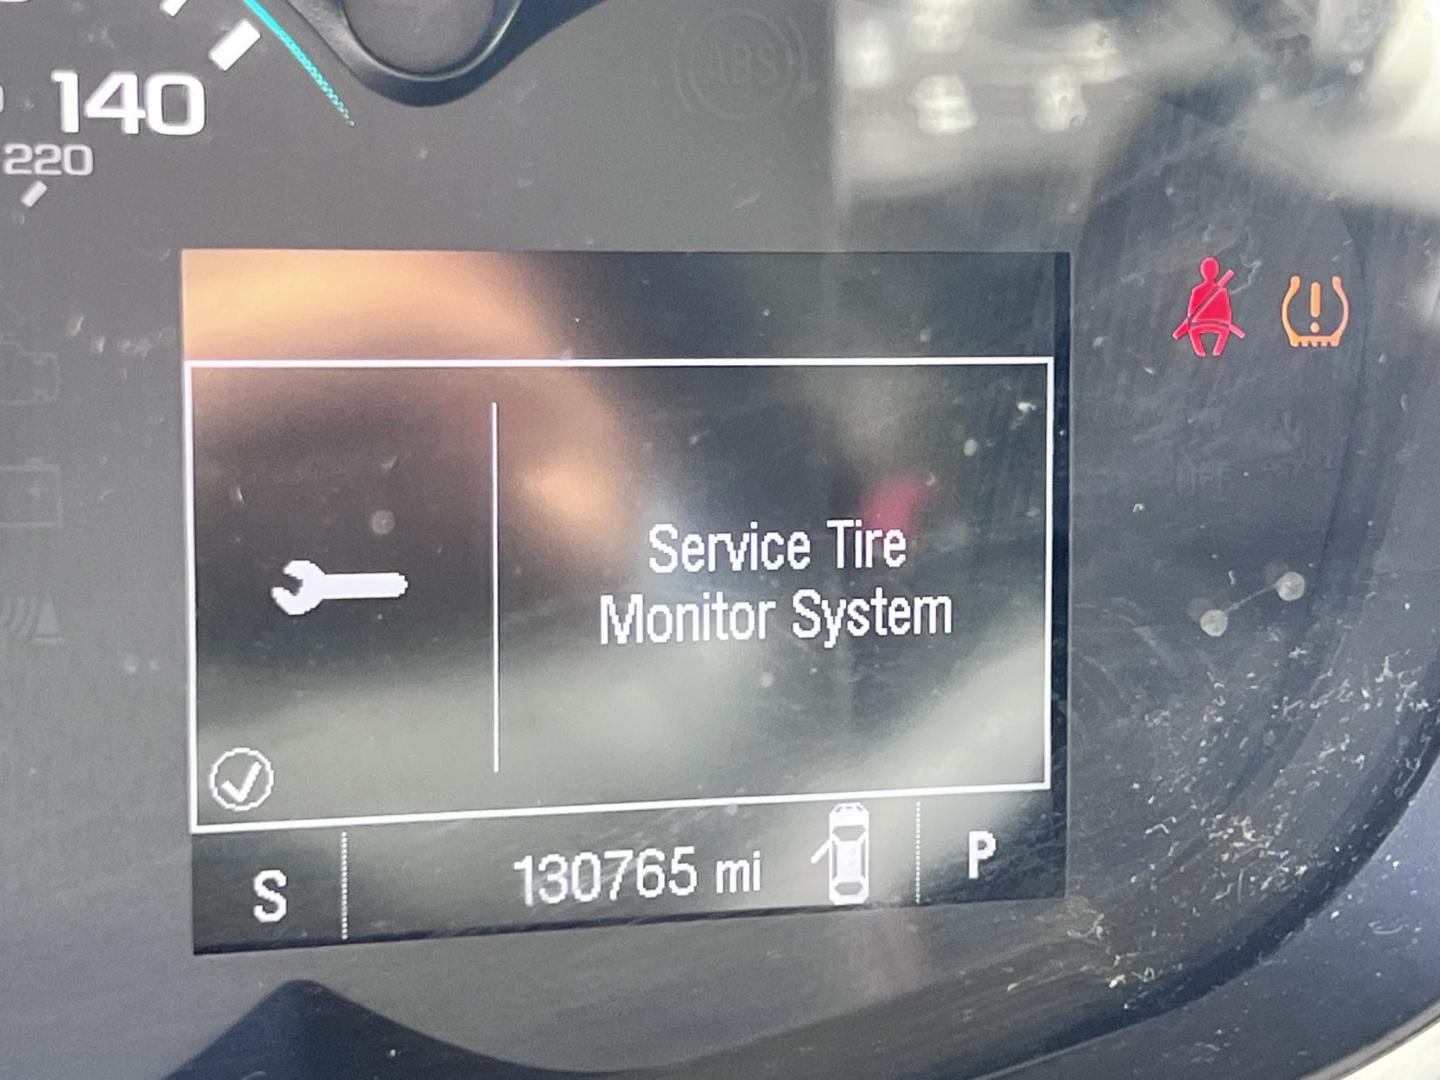 140
220
ABS
Service Tire
Monitor System
S
130765 mi
P